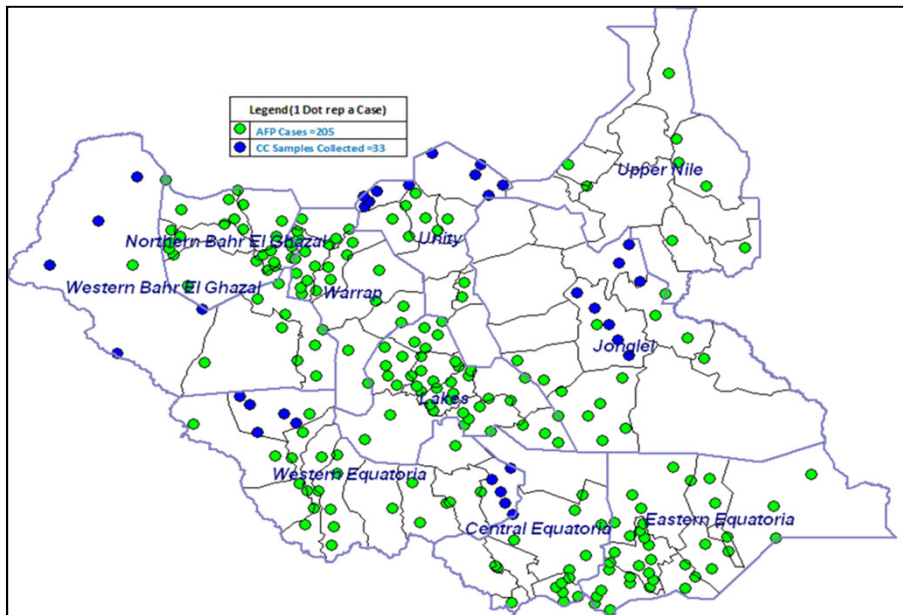 Legend (1 Dot rep a Case)
AFP Cases =205
CC Samples Collected =33
Upper Nile
Northern Bahr El Ghazal
Unity
Western Bahr El Ghazal
Warrap
Jonglei
Lakes
Western Equatoria
Central Equatoria
Eastern Equatoria